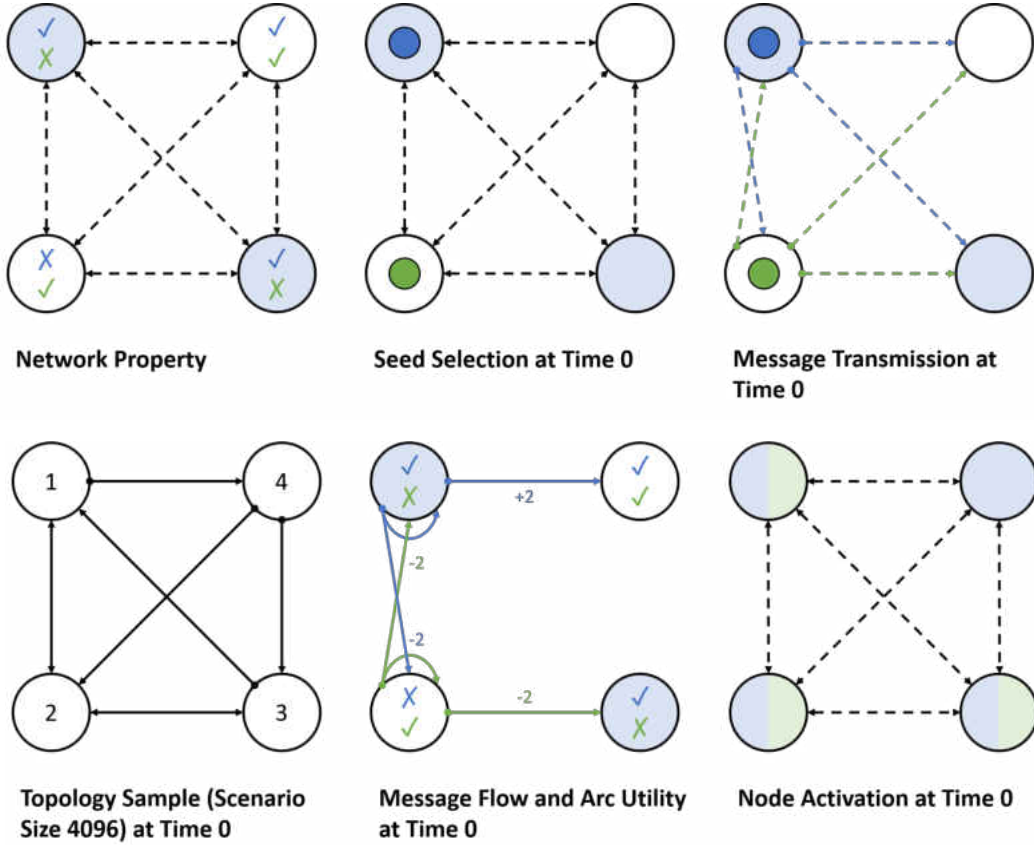 ✓
✗
✓
✓
✗
✓
✓
✗
Network Property
Seed Selection at Time 0
Message Transmission at
Time 0
1
4
2
3
✓
✗
+2
✓
✓
-2
-2
✗
✓
-2
✓
✗
Topology Sample (Scenario
Size 4096) at Time 0
Message Flow and Arc Utility
at Time 0
Node Activation at Time 0